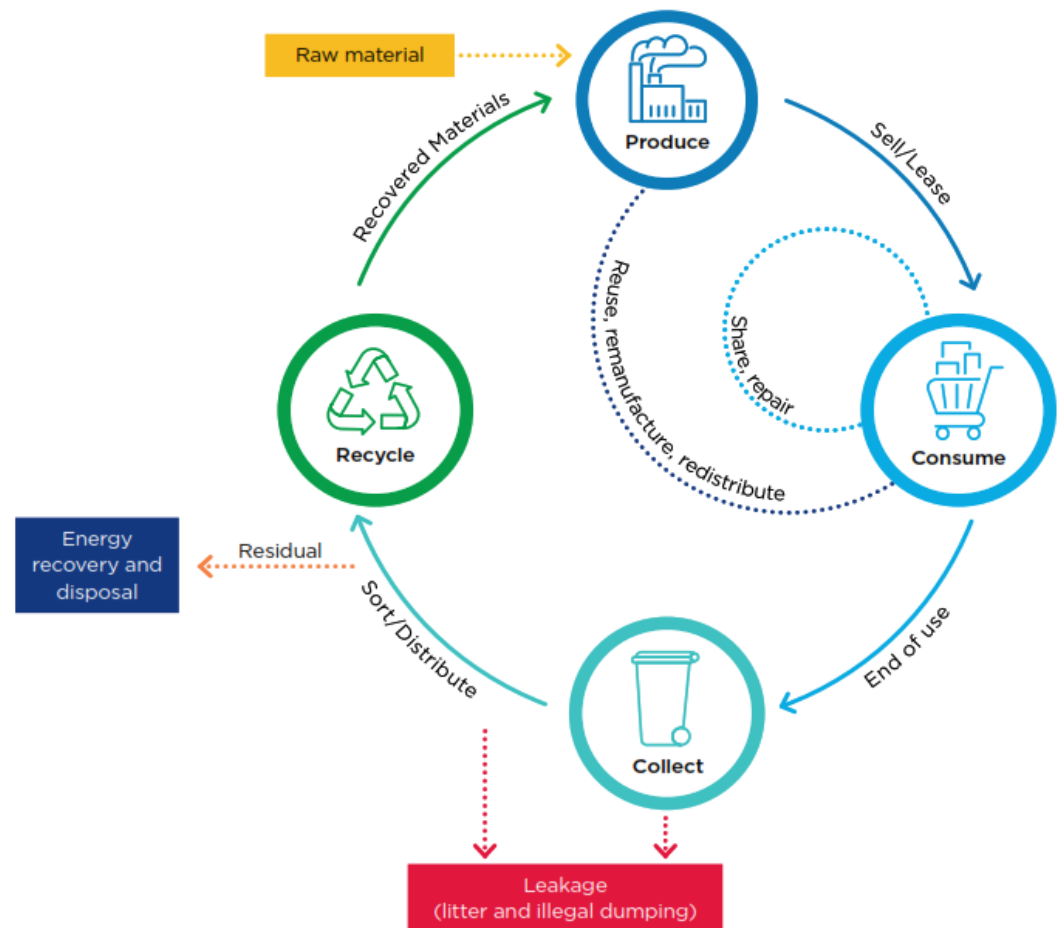 Raw material
Produce
Sell/Lease
Recovered Materials
Reuse, remanufacture, redistribute
Share, repair
Consume
Recycle
Energy
recovery and
disposal
Residual
Sort/Distribute
End of use
Collect
Leakage
(litter and illegal dumping)